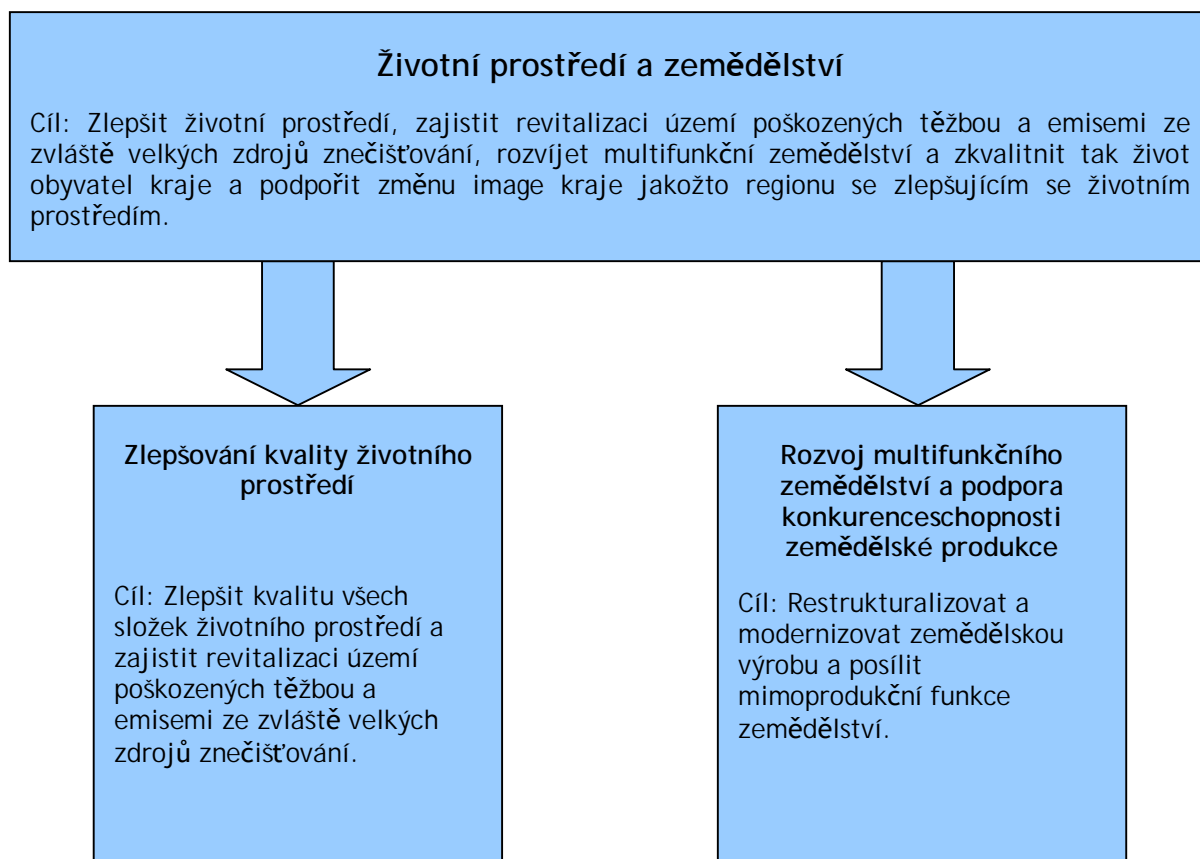 Životní prostředí a zemědělství
Cíl: Zlepšit životní prostředí, zajistit revitalizaci území poškozených těžbou a emisemi ze
zvláště velkých zdrojů znečišťování, rozvíjet multifunkční zemědělství a zkvalitnit tak život
obyvatel kraje a podpořit změnu image kraje jakožto regionu se zlepšujícím se životním
prostředím.
Zlepšování kvality životního
prostředí
Cíl: Zlepšit kvalitu všech
složek životního prostředí a
zajistit revitalizaci území
poškozených těžbou a
emisemi ze zvláště velkých
zdrojů znečišťování.
Rozvoj multifunkčního
zemědělství a podpora
konkurenceschopnosti
zemědělské produkce
Cíl: Restrukturalizovat a
modernizovat zemědělskou
výrobu a posílit
mimoprodukční funkce
zemědělství.